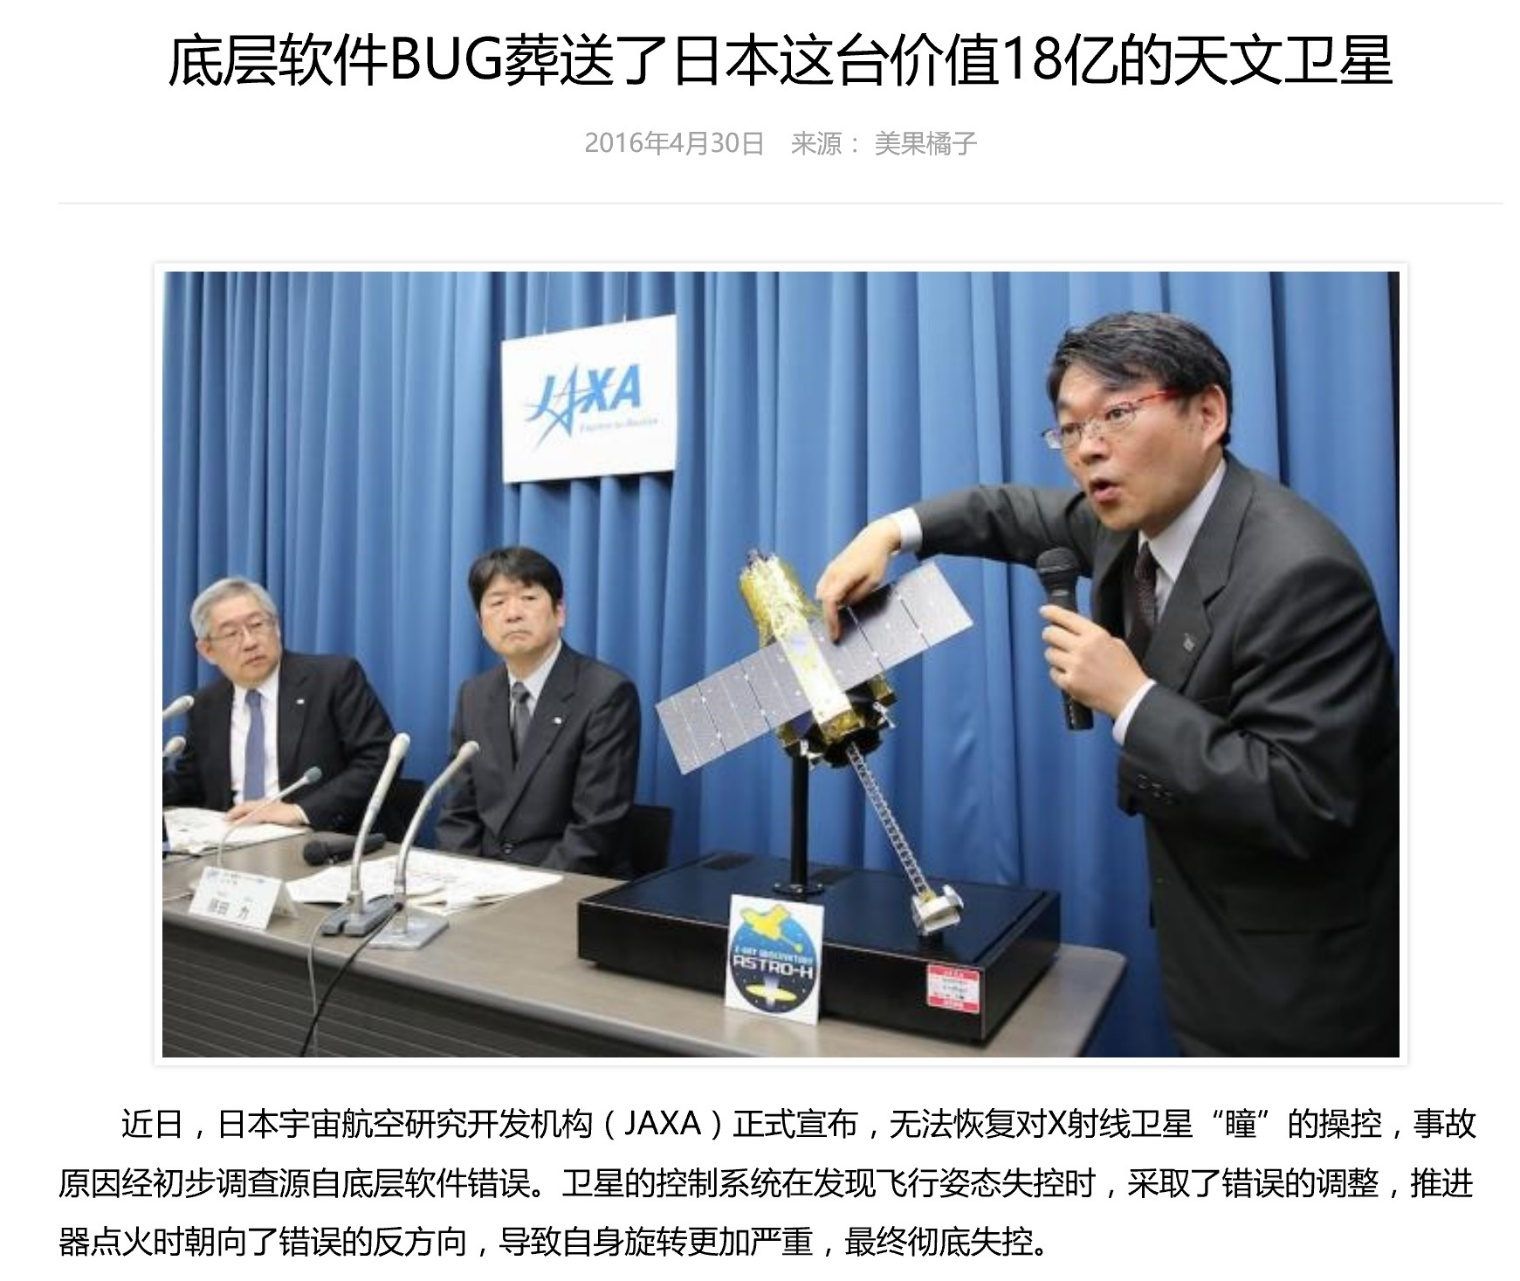 底层软件BUG葬送了日本这台价值18亿的天文卫星
2016年4月30日 来源： 美果橘子
JAXA
Explore to Realize
X-RAY OBSERVATORY
ASTRO-H
近日，日本宇宙航空研究开发机构（JAXA）正式宣布，无法恢复对X射线卫星“瞳”的操控，事故
原因经初步调查源自底层软件错误。卫星的控制系统在发现飞行姿态失控时，采取了错误的调整，推进
器点火时朝向了错误的反方向，导致自身旋转更加严重，最终彻底失控。